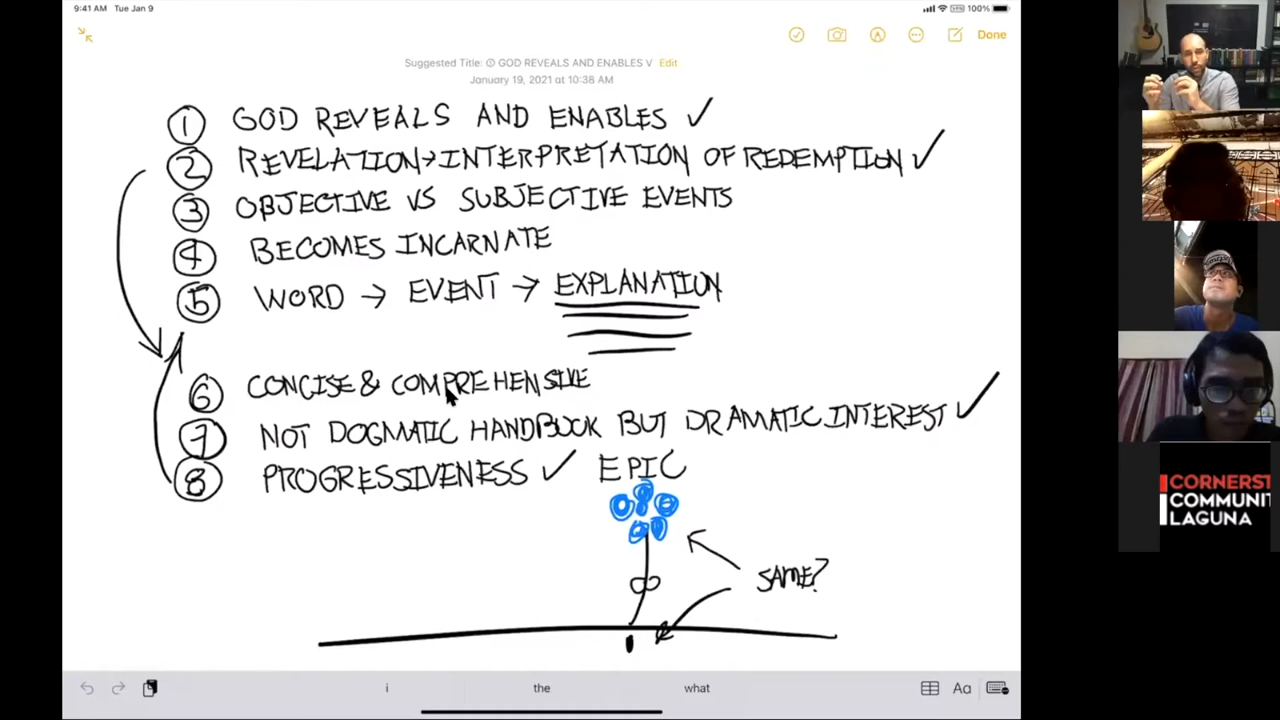 9:41 AM Tue Jan 9
VPN 100%
Done
Suggested Title: GOD REVEALS AND ENABLES V Edit
January 19, 2021 at 10:38 AM
1 GOD REVEALS AND ENABLES ✓
2 REVELATION→INTERPRETATION OF REDEMPTION ✓
3 OBJECTIVE VS SUBJECTIVE EVENTS
4 BECOMES INCARNATE
5 WORD → EVENT → EXPLANATION
6 CONCISE & COMPREHENSIVE
7 NOT DOGMATIC HANDBOOK BUT DRAMATIC INTEREST ✓
8 PROGRESSIVENESS ✓ EPIC
SAME?
i the what
Aa
CORNERST
COMMUNIT
LAGUNA